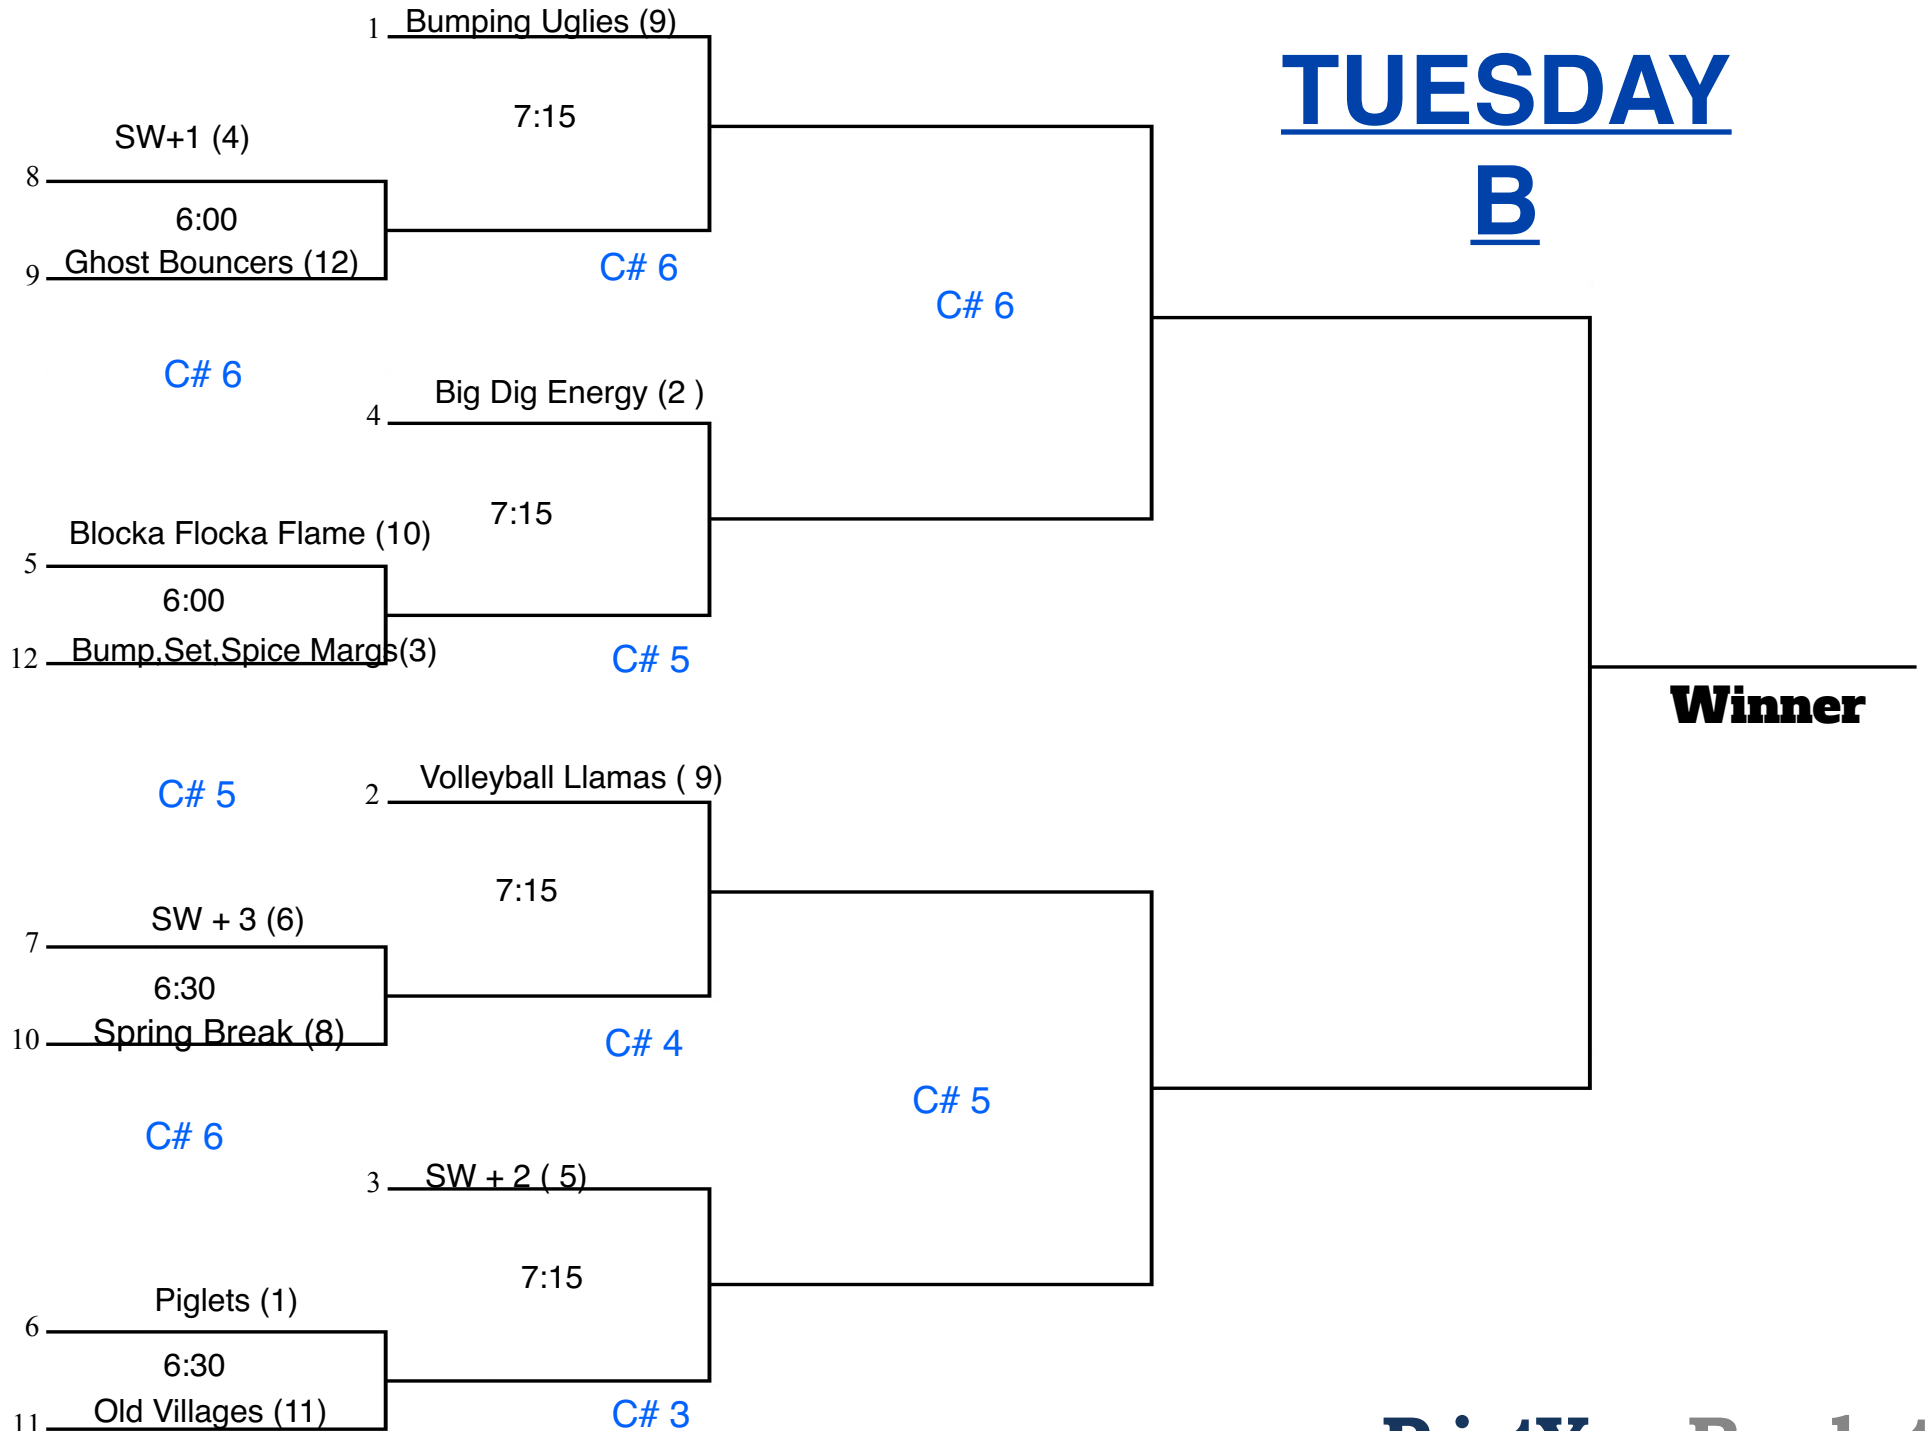 1 Bumping Uglies (9)
TUESDAY
B
7:15
SW+1 (4)
8
6:00
Ghost Bouncers (12)
9
C# 6
C# 6
C# 6
Big Dig Energy (2 )
4
7:15
Blocka Flocka Flame (10)
5
6:00
Bump,Set,Spice Margs(3)
12
C# 5
Winner
C# 5
Volleyball Llamas ( 9)
2
7:15
SW + 3 (6)
7
6:30
Spring Break (8)
10
C# 4
C# 5
C# 6
SW + 2 ( 5)
3
7:15
Piglets (1)
6
6:30
Old Villages (11)
11
C# 3